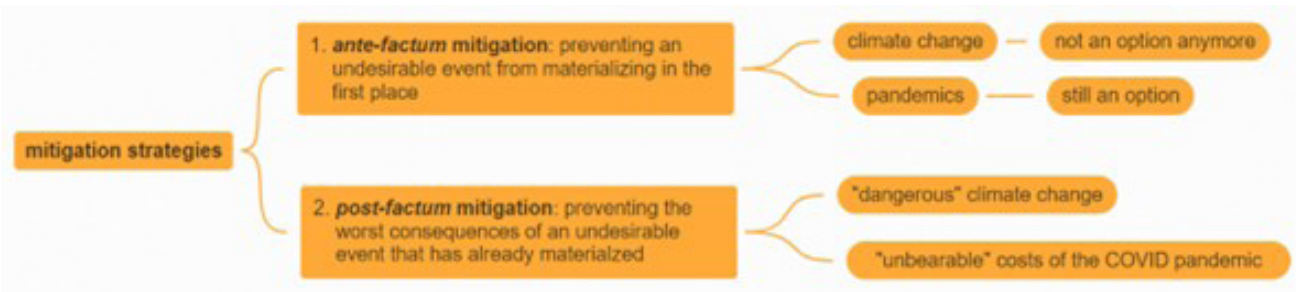 mitigation strategies
1. ante-factum mitigation: preventing an
undesirable event from materializing in the
first place
climate change
not an option anymore
pandemics
still an option
2. post-factum mitigation: preventing the
worst consequences of an undesirable
event that has already materialzed
"dangerous" climate change
"unbearable" costs of the COVID pandemic